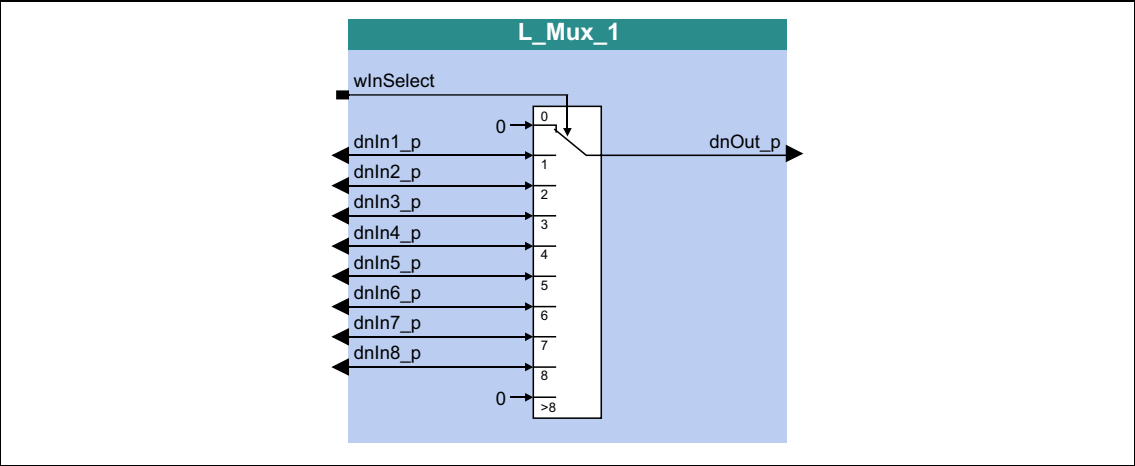 L_Mux_1
wInSelect
0
0
dnIn1_p
dnOut_p
1
dnIn2_p
2
dnIn3_p
3
dnIn4_p
4
dnIn5_p
5
dnIn6_p
6
dnIn7_p
7
dnIn8_p
8
0
>8